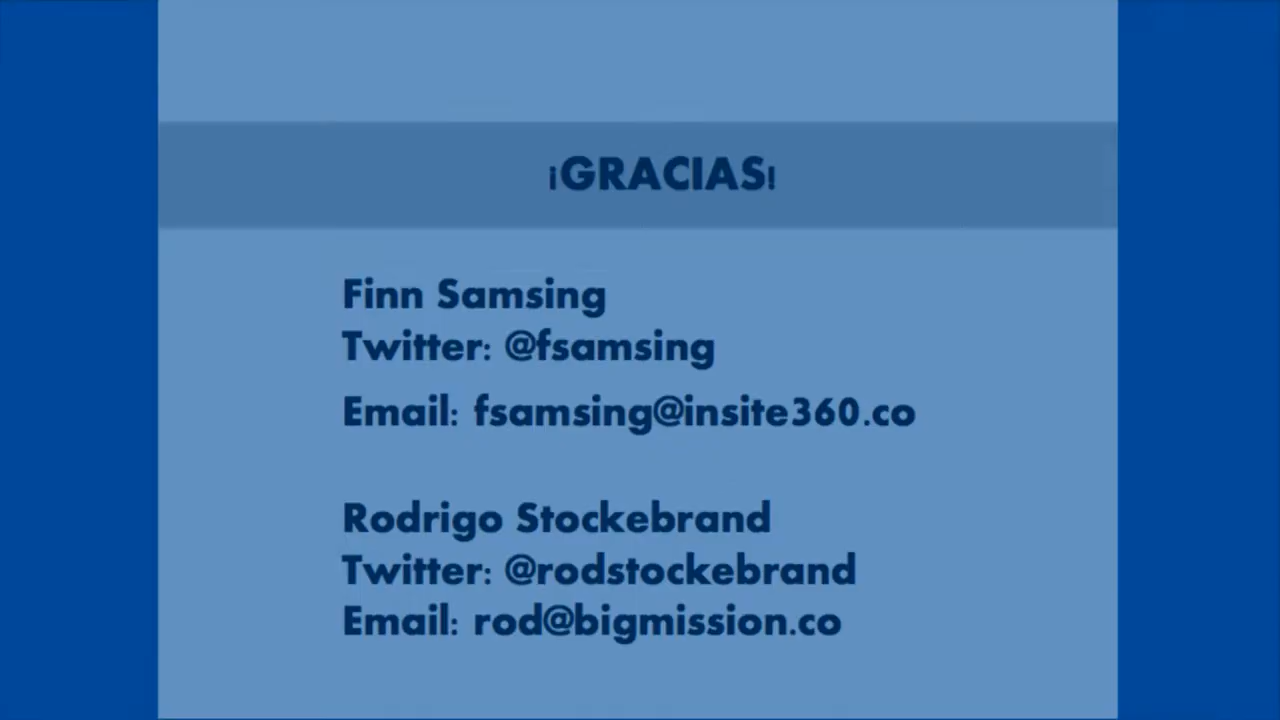 ¡GRACIAS!
Finn Samsing
Twitter: @fsamsing
Email: fsamsing@insite360.co
Rodrigo Stockebrand
Twitter: @rodstockebrand
Email: rod@bigmission.co